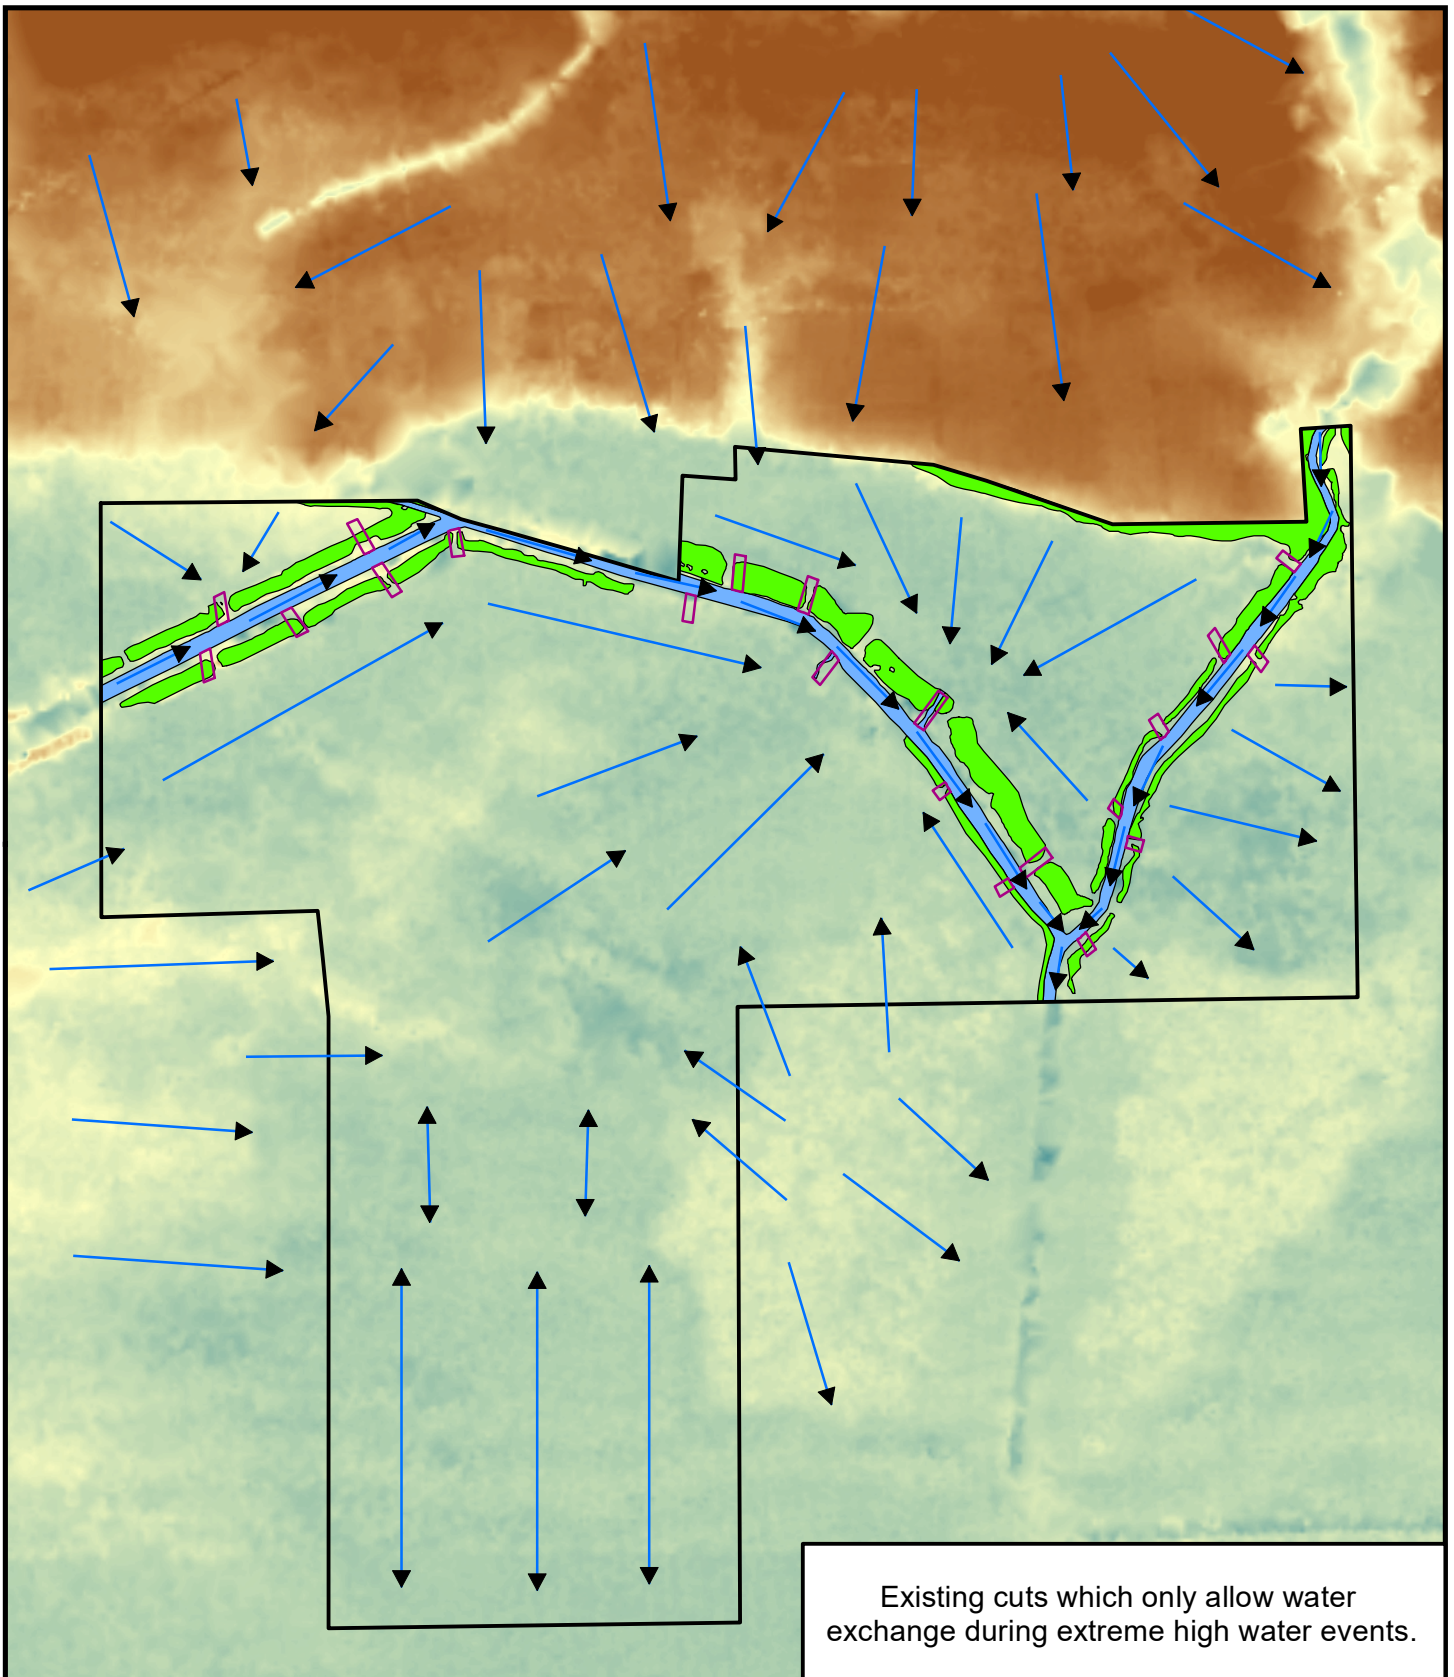 Existing cuts which only allow water
exchange during extreme high water events.